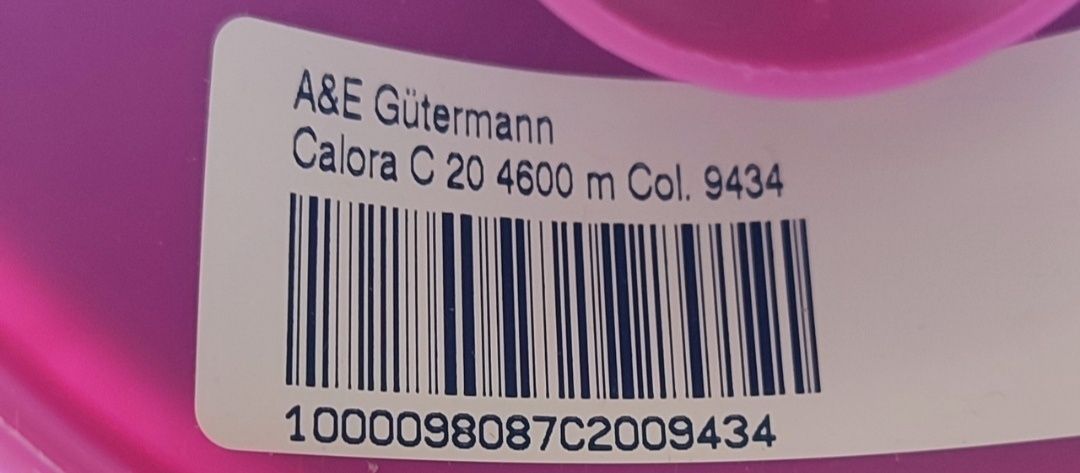 A&E Gütermann
Calora C 20 4600 m Col. 9434
1000098087C2009434